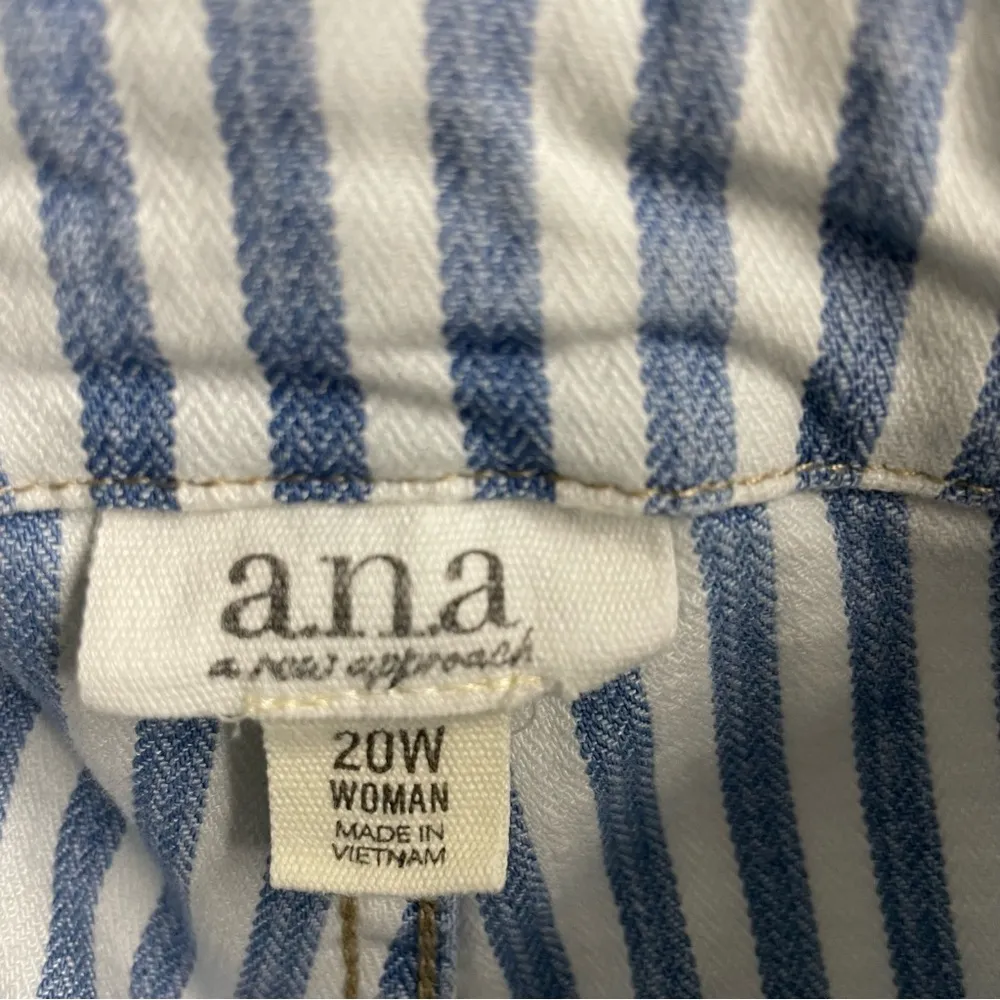 a.n.a
a new approach
20W
WOMAN
MADE IN
VIETNAM